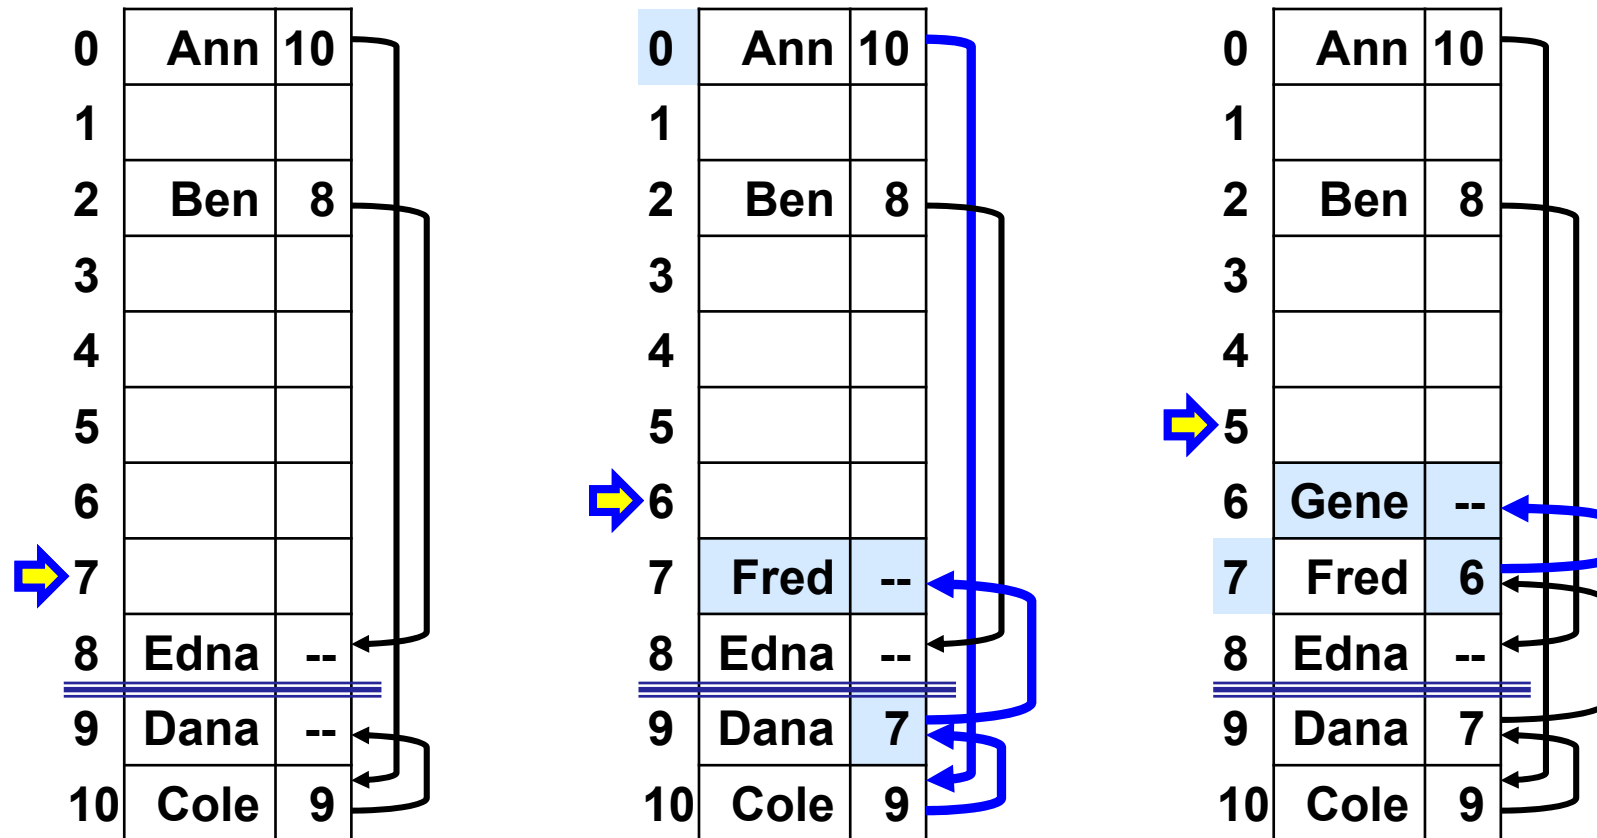 0 Ann 10
1
2 Ben 8
3
4
5
6
7
8 Edna --
9 Dana --
10 Cole 9
0 Ann 10
1
2 Ben 8
3
4
5
6
7 Fred --
8 Edna --
9 Dana 7
10 Cole 9
0 Ann 10
1
2 Ben 8
3
4
5
6 Gene --
7 Fred 6
8 Edna --
9 Dana 7
10 Cole 9